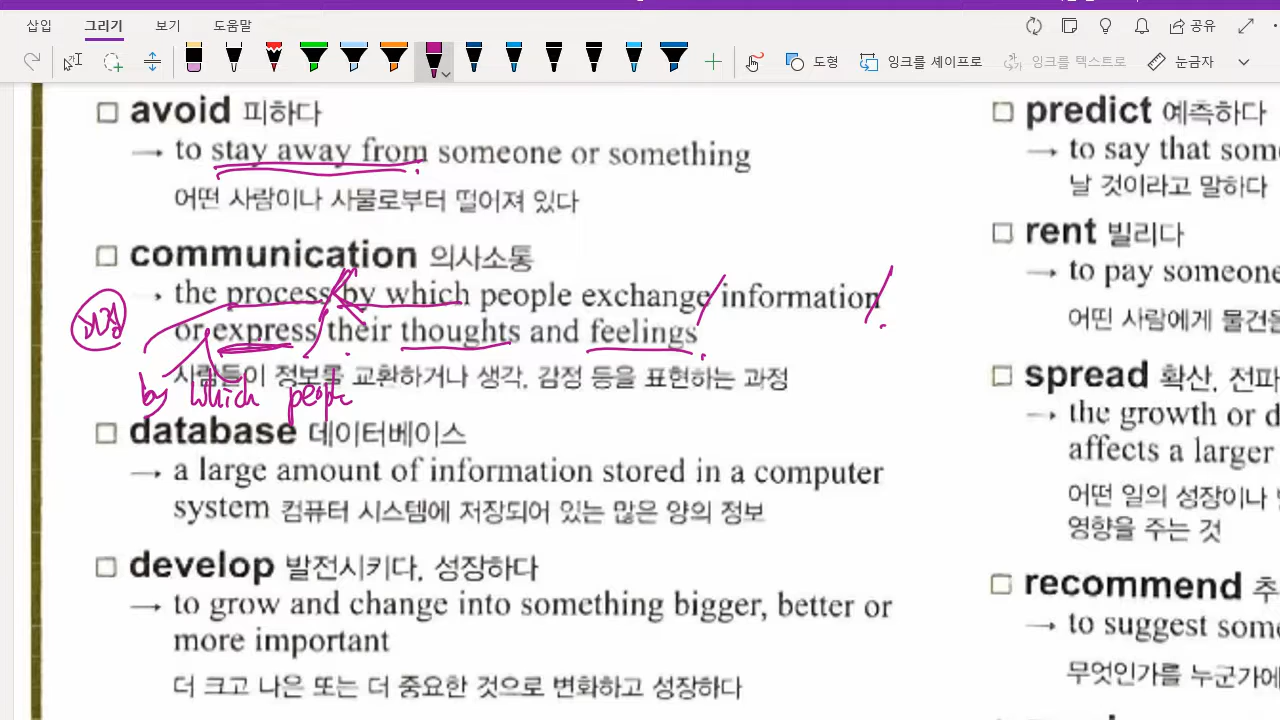 삽입 그리기 보기 도움말 공유
도형 잉크를 셰이프로 잉크를 텍스트로 눈금자
avoid 피하다
→ to stay away from someone or something
어떤 사람이나 사물로부터 떨어져 있다
communication 의사소통
→ the process by which people exchange information
or express their thoughts and feelings
과정
사람들이 정보를 교환하거나 생각, 감정 등을 표현하는 과정
by which people
database 데이터베이스
→ a large amount of information stored in a computer
system 컴퓨터 시스템에 저장되어 있는 많은 양의 정보
develop 발전시키다, 성장하다
→ to grow and change into something bigger, better or
more important
더 크고 나은 또는 더 중요한 것으로 변화하고 성장하다
predict 예측하다
→ to say that som
날 것이라고 말하다
rent 빌리다
→ to pay someone
어떤 사람에게 물건을
spread 확산, 전파
→ the growth or d
affects a larger
어떤 일의 성장이나
영향을 주는 것
recommend 추
→ to suggest som
무엇인가를 누군가에